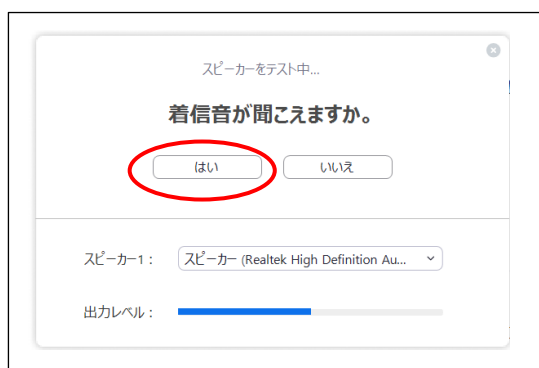 スピーカーをテスト中...
着信音が聞こえますか。
はい
いいえ
スピーカー1：
スピーカー (Realtek High Definition Au...
出力レベル：